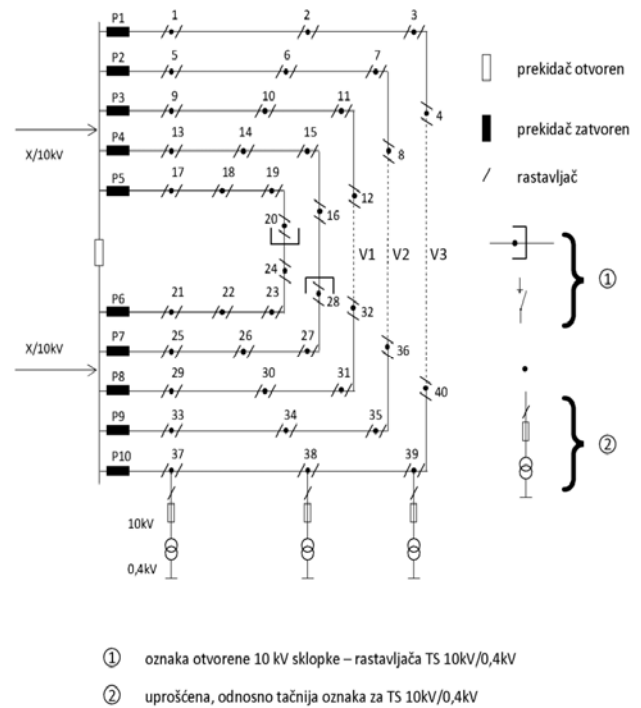 P1 1 2 3
P2 5 6 7
P3 9 10 11
4
P4 13 14 15
8
P5 17 18 19
12
20 16
V1 V2 V3
24
28
P6 21 22 23
32
P7 25 26 27
36
P8 29 30 31
40
P9 33 34 35
P10 37 38 39
X/10kV
X/10kV
10kV
0,4kV
prekidač otvoren
prekidač zatvoren
rastavljač
①
②
① oznaka otvorene 10 kV sklopke – rastavljača TS 10kV/0,4kV
② uprošćena, odnosno tačnija oznaka za TS 10kV/0,4kV